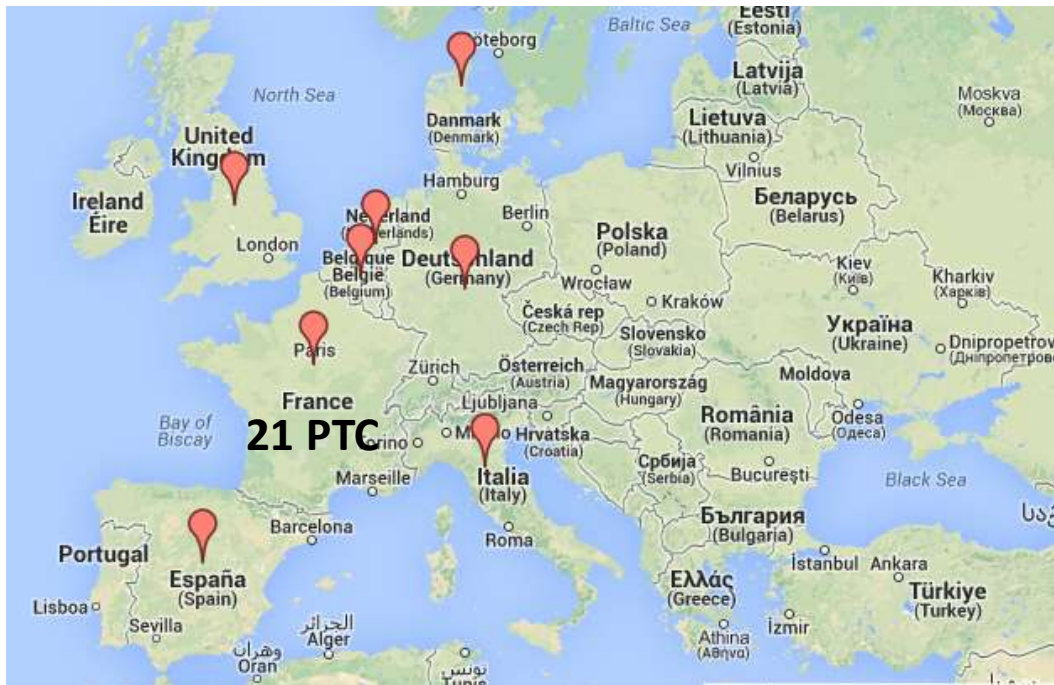 Eesti
(Estonia)
Baltic Sea
Göteborg
Latvija
(Latvia)
Moskva
(Москва)
North Sea
Danmark
(Denmark)
Lietuva
(Lithuania)
Vilnius
United
Kingdom
Ireland
Éire
Hamburg
Беларусь
(Belarus)
Berlin
Nederland
(Netherlands)
London
Polska
(Poland)
Belgique
België
(Belgium)
Deutschland
(Germany)
Kiev
(Київ)
Kharkiv
(Харків)
Wrocław
Kraków
Česká rep
(Czech Rep)
Slovensko
(Slovakia)
Україна
(Ukraine)
Dnipropetrov
(Дніпропетровс
Paris
Zürich
Österreich
(Austria)
Magyarország
(Hungary)
Moldova
France
Ljubljana
Odesa
(Одеса)
Bay of
Biscay
21 PTC
Torino
Milano
Hrvatska
(Croatia)
România
(Romania)
Србија
(Serbia)
București
Black Sea
Marseille
Italia
(Italy)
България
(Bulgaria)
Barcelona
Roma
Portugal
España
(Spain)
İstanbul
Ankara
Ελλάς
(Greece)
Türkiye
(Turkey)
Lisboa
Sevilla
الجزائر
Alger
وهران
Oran
تونس
Tunis
Athina
(Αθήνα)
İzmir